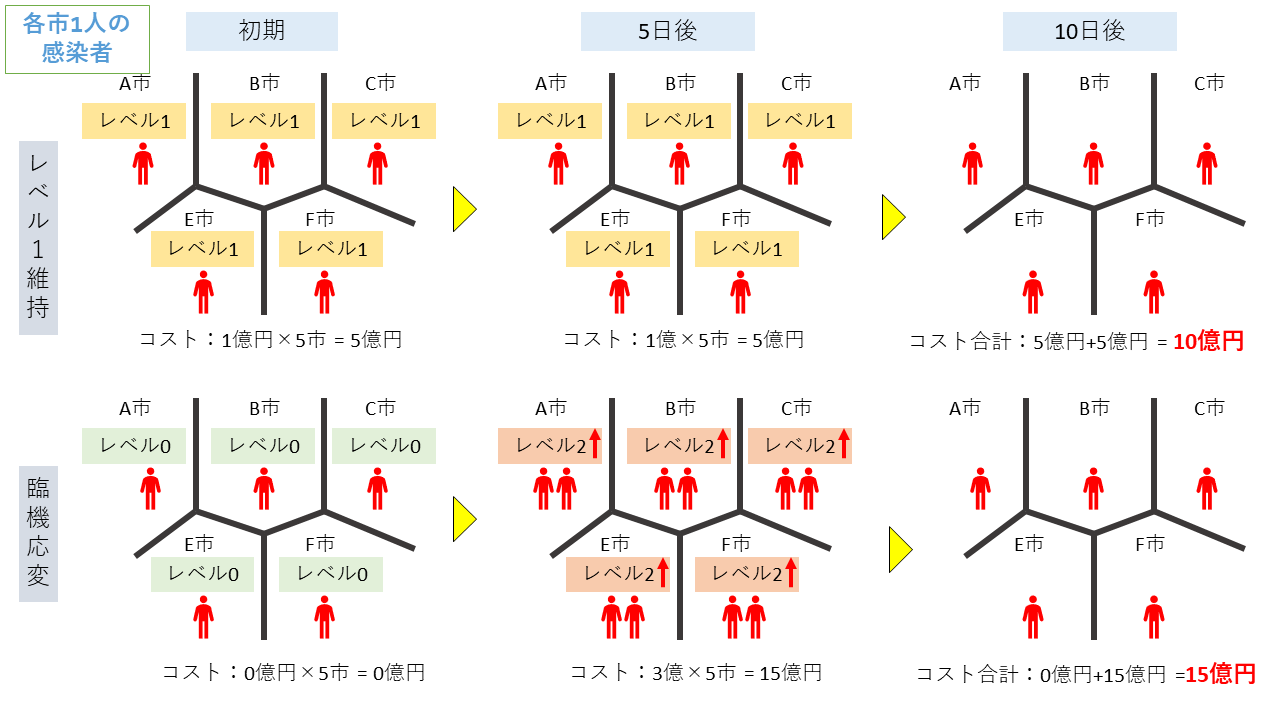 各市1人の
感染者
初期
5日後
10日後
レベル１維持
A市
B市
C市
レベル1
レベル1
レベル1
E市
F市
レベル1
レベル1
コスト：1億円×5市 = 5億円
A市
B市
C市
レベル1
レベル1
レベル1
E市
F市
レベル1
レベル1
コスト：1億×5市 = 5億円
A市
B市
C市
E市
F市
コスト合計：5億円+5億円 = 10億円
臨機応変
A市
B市
C市
レベル0
レベル0
レベル0
E市
F市
レベル0
レベル0
コスト：0億円×5市 = 0億円
A市
B市
C市
レベル2
レベル2
レベル2
E市
F市
レベル2
レベル2
コスト：3億×5市 = 15億円
A市
B市
C市
E市
F市
コスト合計：0億円+15億円 =15億円